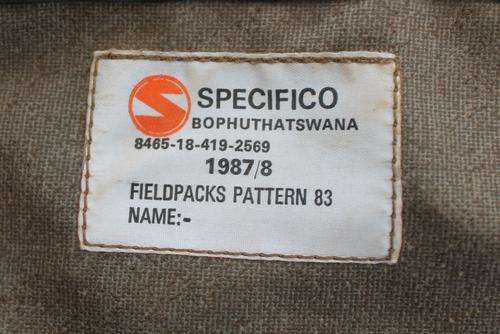 SPECIFICO
BOPHUTHATSWANA
8465-18-419-2569
1987/8
FIELDPACKS PATTERN 83
NAME:-